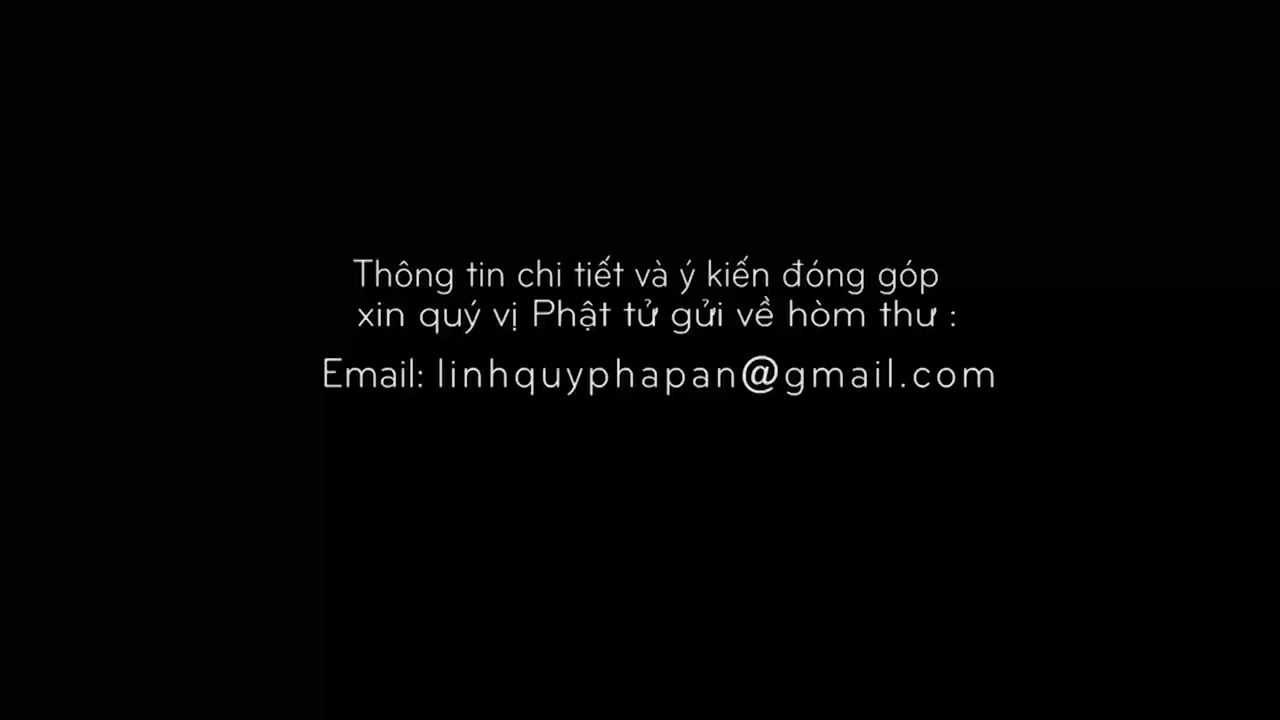 Thông tin chi tiết và ý kiến đóng góp
xin quý vị Phật tử gửi về hòm thư :
Email: linhquyphapan@gmail.com